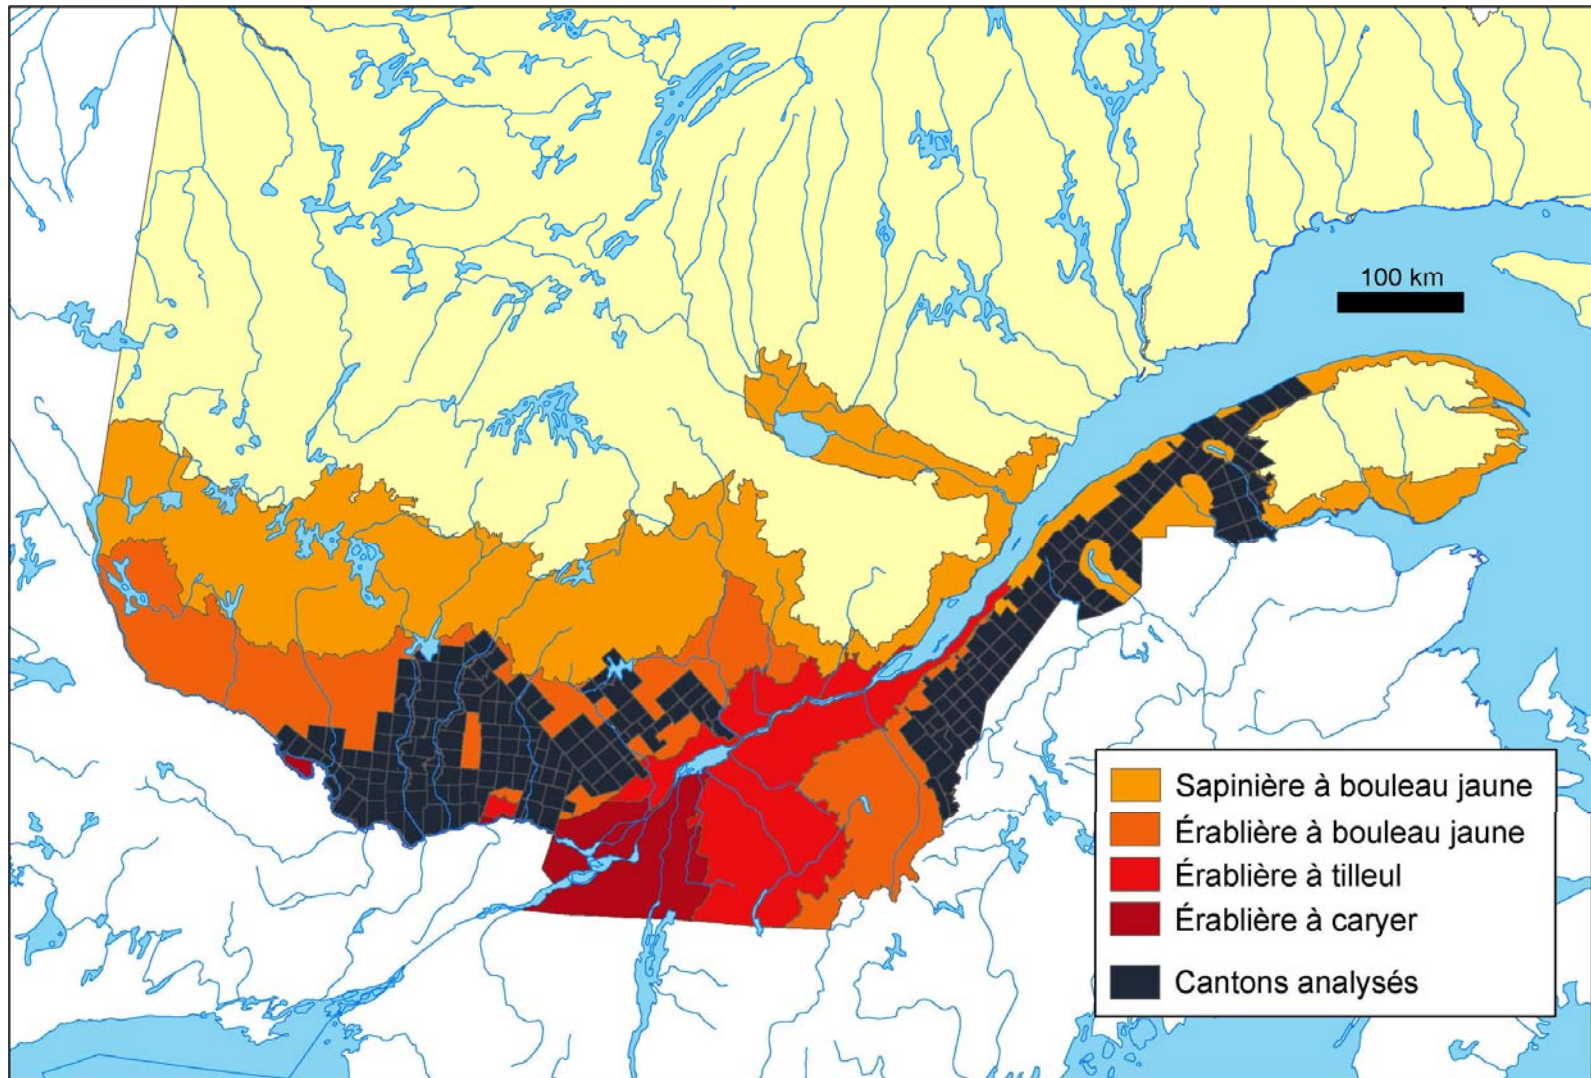 100 km
Sapinière à bouleau jaune
Érablière à bouleau jaune
Érablière à tilleul
Érablière à caryer
Cantons analysés